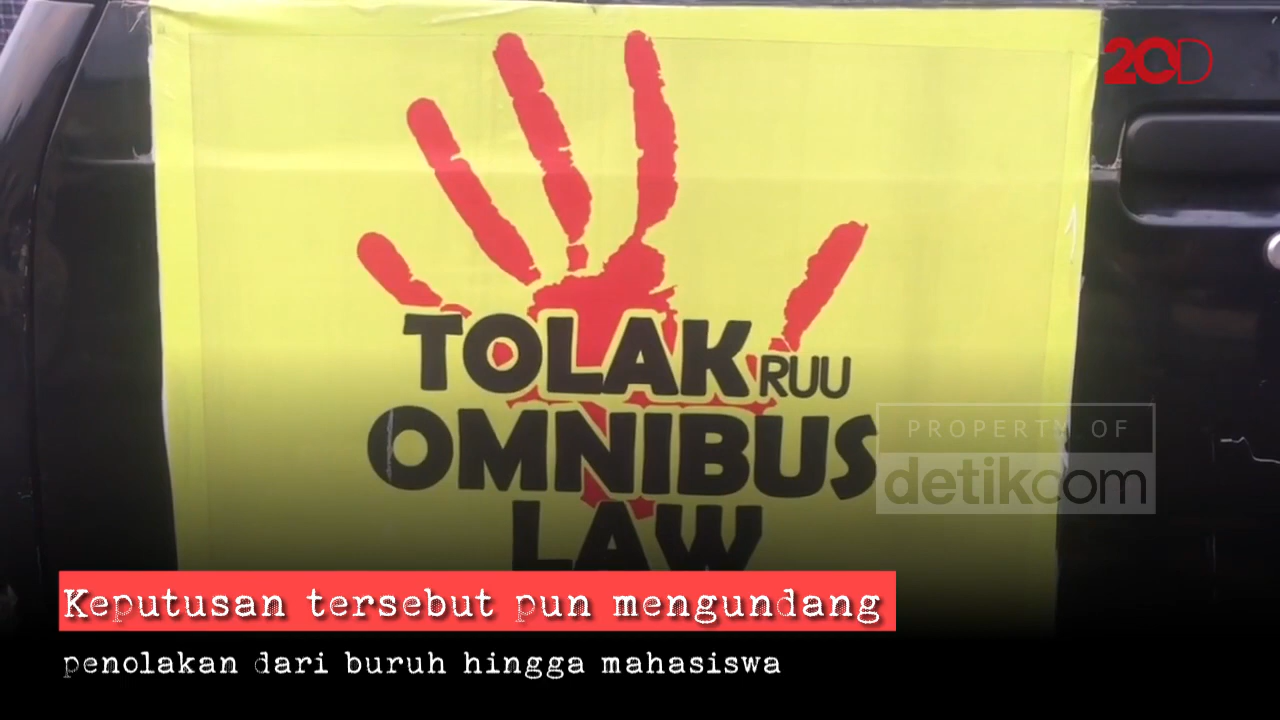 20D
TOLAK RUU
OMNIBUS
LAW
PROPERTY OF
detikcom
Keputusan tersebut pun mengundang
penolakan dari buruh hingga mahasiswa